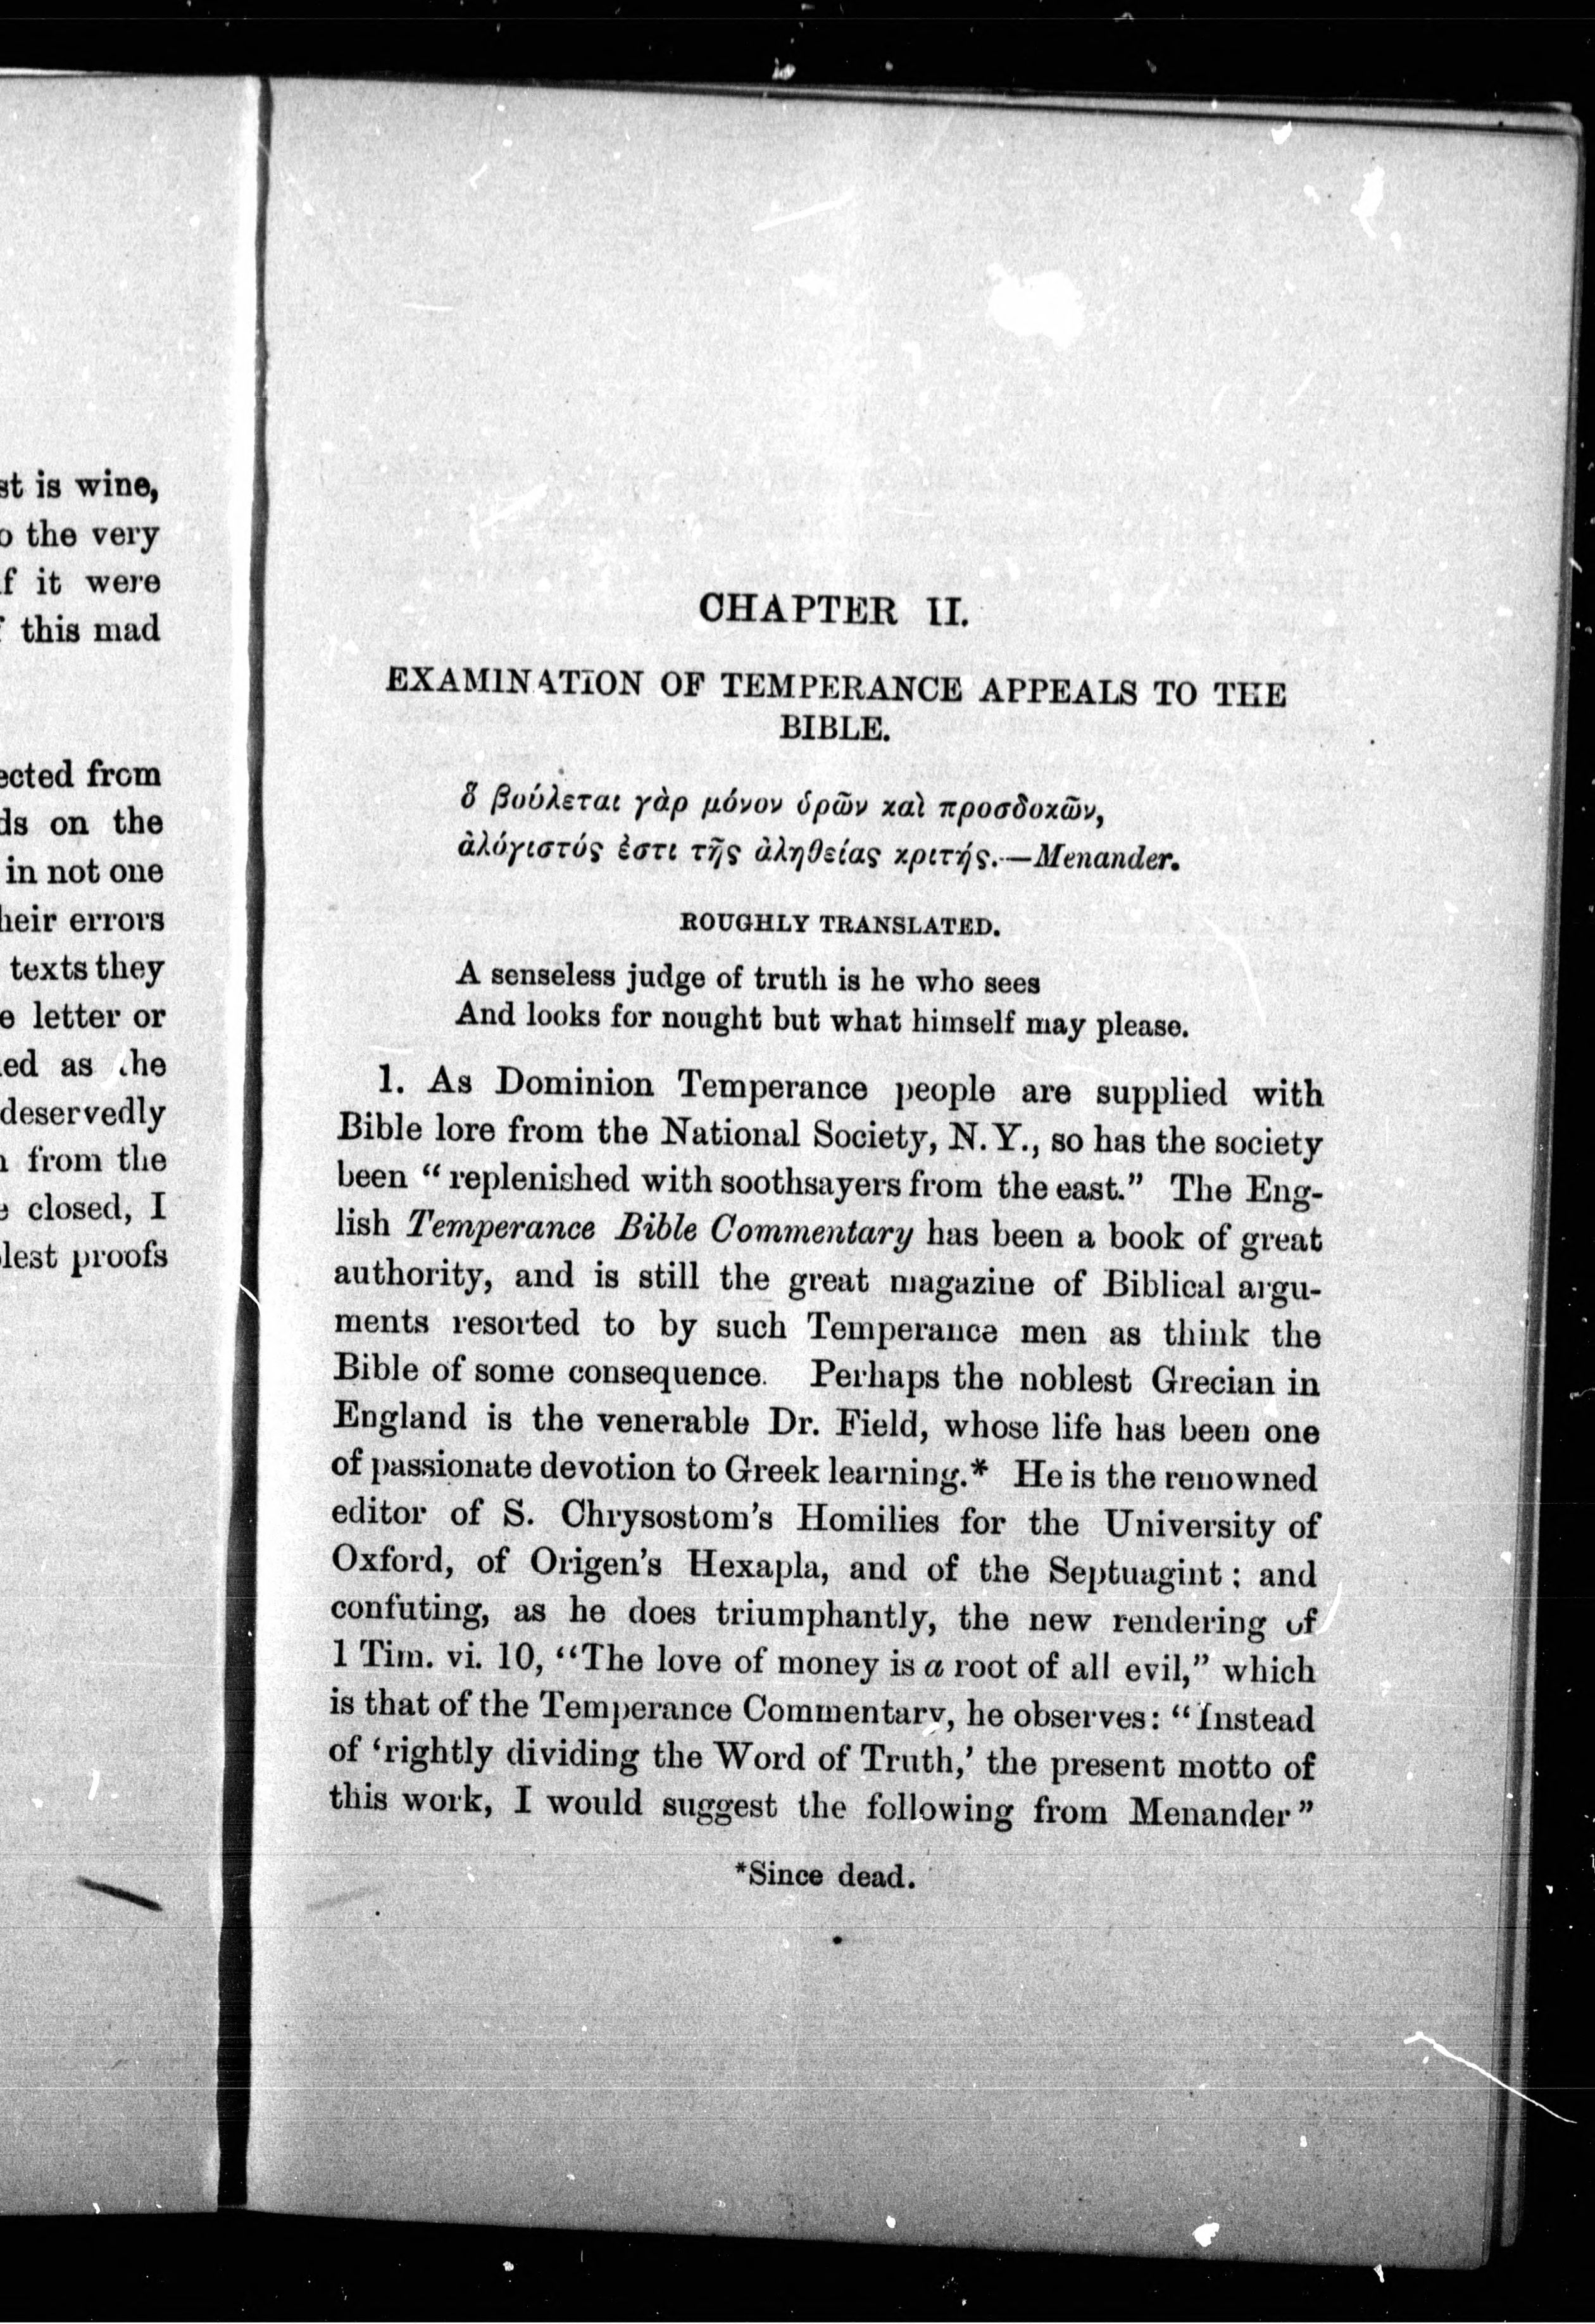 st is wine,
o the very
f it were
this mad
ected from
ds on the
in not one
heir errors
texts they
e letter or
ed as the
deservedly
from the
closed, I
lest proofs
CHAPTER II.
EXAMINATION OF TEMPERANCE APPEALS TO THE
BIBLE.
ὅ βούλεται γὰρ μόνον ὁρῶν καὶ προσδοκῶν,
ἀλόγιστός ἐστι τῆς ἀληθείας κριτής.—Menander.
ROUGHLY TRANSLATED.
A senseless judge of truth is he who sees
And looks for nought but what himself may please.
1. As Dominion Temperance people are supplied with
Bible lore from the National Society, N.Y., so has the society
been “replenished with soothsayers from the east.” The Eng-
lish Temperance Bible Commentary has been a book of great
authority, and is still the great magazine of Biblical argu-
ments resorted to by such Temperance men as think the
Bible of some consequence. Perhaps the noblest Grecian in
England is the venerable Dr. Field, whose life has been one
of passionate devotion to Greek learning.* He is the renowned
editor of S. Chrysostom’s Homilies for the University of
Oxford, of Origen’s Hexapla, and of the Septuagint; and
confuting, as he does triumphantly, the new rendering of
1 Tim. vi. 10, “The love of money is a root of all evil,” which
is that of the Temperance Commentary, he observes: “Instead
of ‘rightly dividing the Word of Truth,’ the present motto of
this work, I would suggest the following from Menander”
*Since dead.